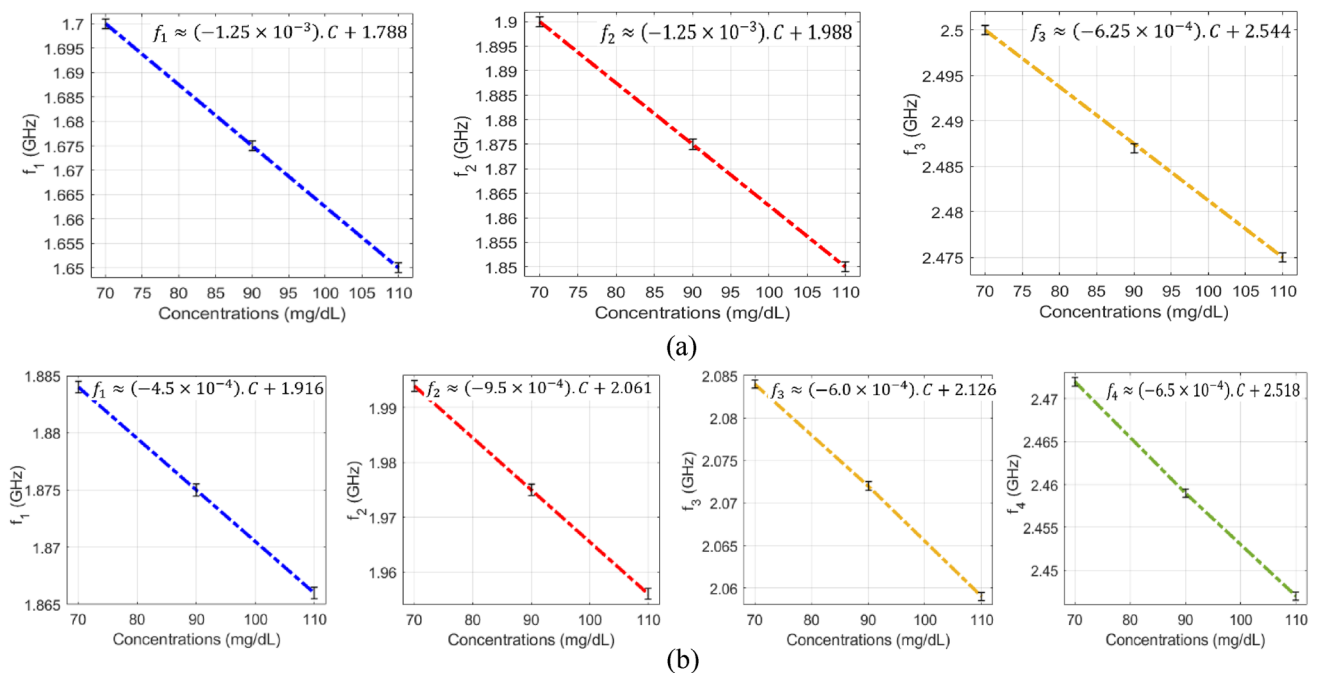 f₁ ≈ (−1.25 × 10⁻³). C + 1.788
1.7
1.695
1.69
1.685
1.68
1.675
1.67
1.665
1.66
1.655
1.65
f₁ (GHz)
70 75 80 85 90 95 100 105 110
Concentrations (mg/dL)
f₂ ≈ (−1.25 × 10⁻³). C + 1.988
1.9
1.895
1.89
1.885
1.88
1.875
1.87
1.865
1.86
1.855
1.85
f₂ (GHz)
70 75 80 85 90 95 100 105 110
Concentrations (mg/dL)
f₃ ≈ (−6.25 × 10⁻⁴). C + 2.544
2.5
2.495
2.49
2.485
2.48
2.475
f₃ (GHz)
70 75 80 85 90 95 100 105 110
Concentrations (mg/dL)
(a)
f₁ ≈ (−4.5 × 10⁻⁴). C + 1.916
1.885
1.88
1.875
1.87
1.865
f₁ (GHz)
70 80 90 100 110
Concentrations (mg/dL)
f₂ ≈ (−9.5 × 10⁻⁴). C + 2.061
1.99
1.98
1.97
1.96
f₂ (GHz)
70 80 90 100 110
Concentrations (mg/dL)
f₃ ≈ (−6.0 × 10⁻⁴). C + 2.126
2.085
2.08
2.07
2.065
2.06
f₃ (GHz)
70 80 90 100 110
Concentrations (mg/dL)
f₄ ≈ (−6.5 × 10⁻⁴). C + 2.518
2.47
2.465
2.46
2.455
2.45
f₄ (GHz)
70 80 90 100 110
Concentrations (mg/dL)
(b)